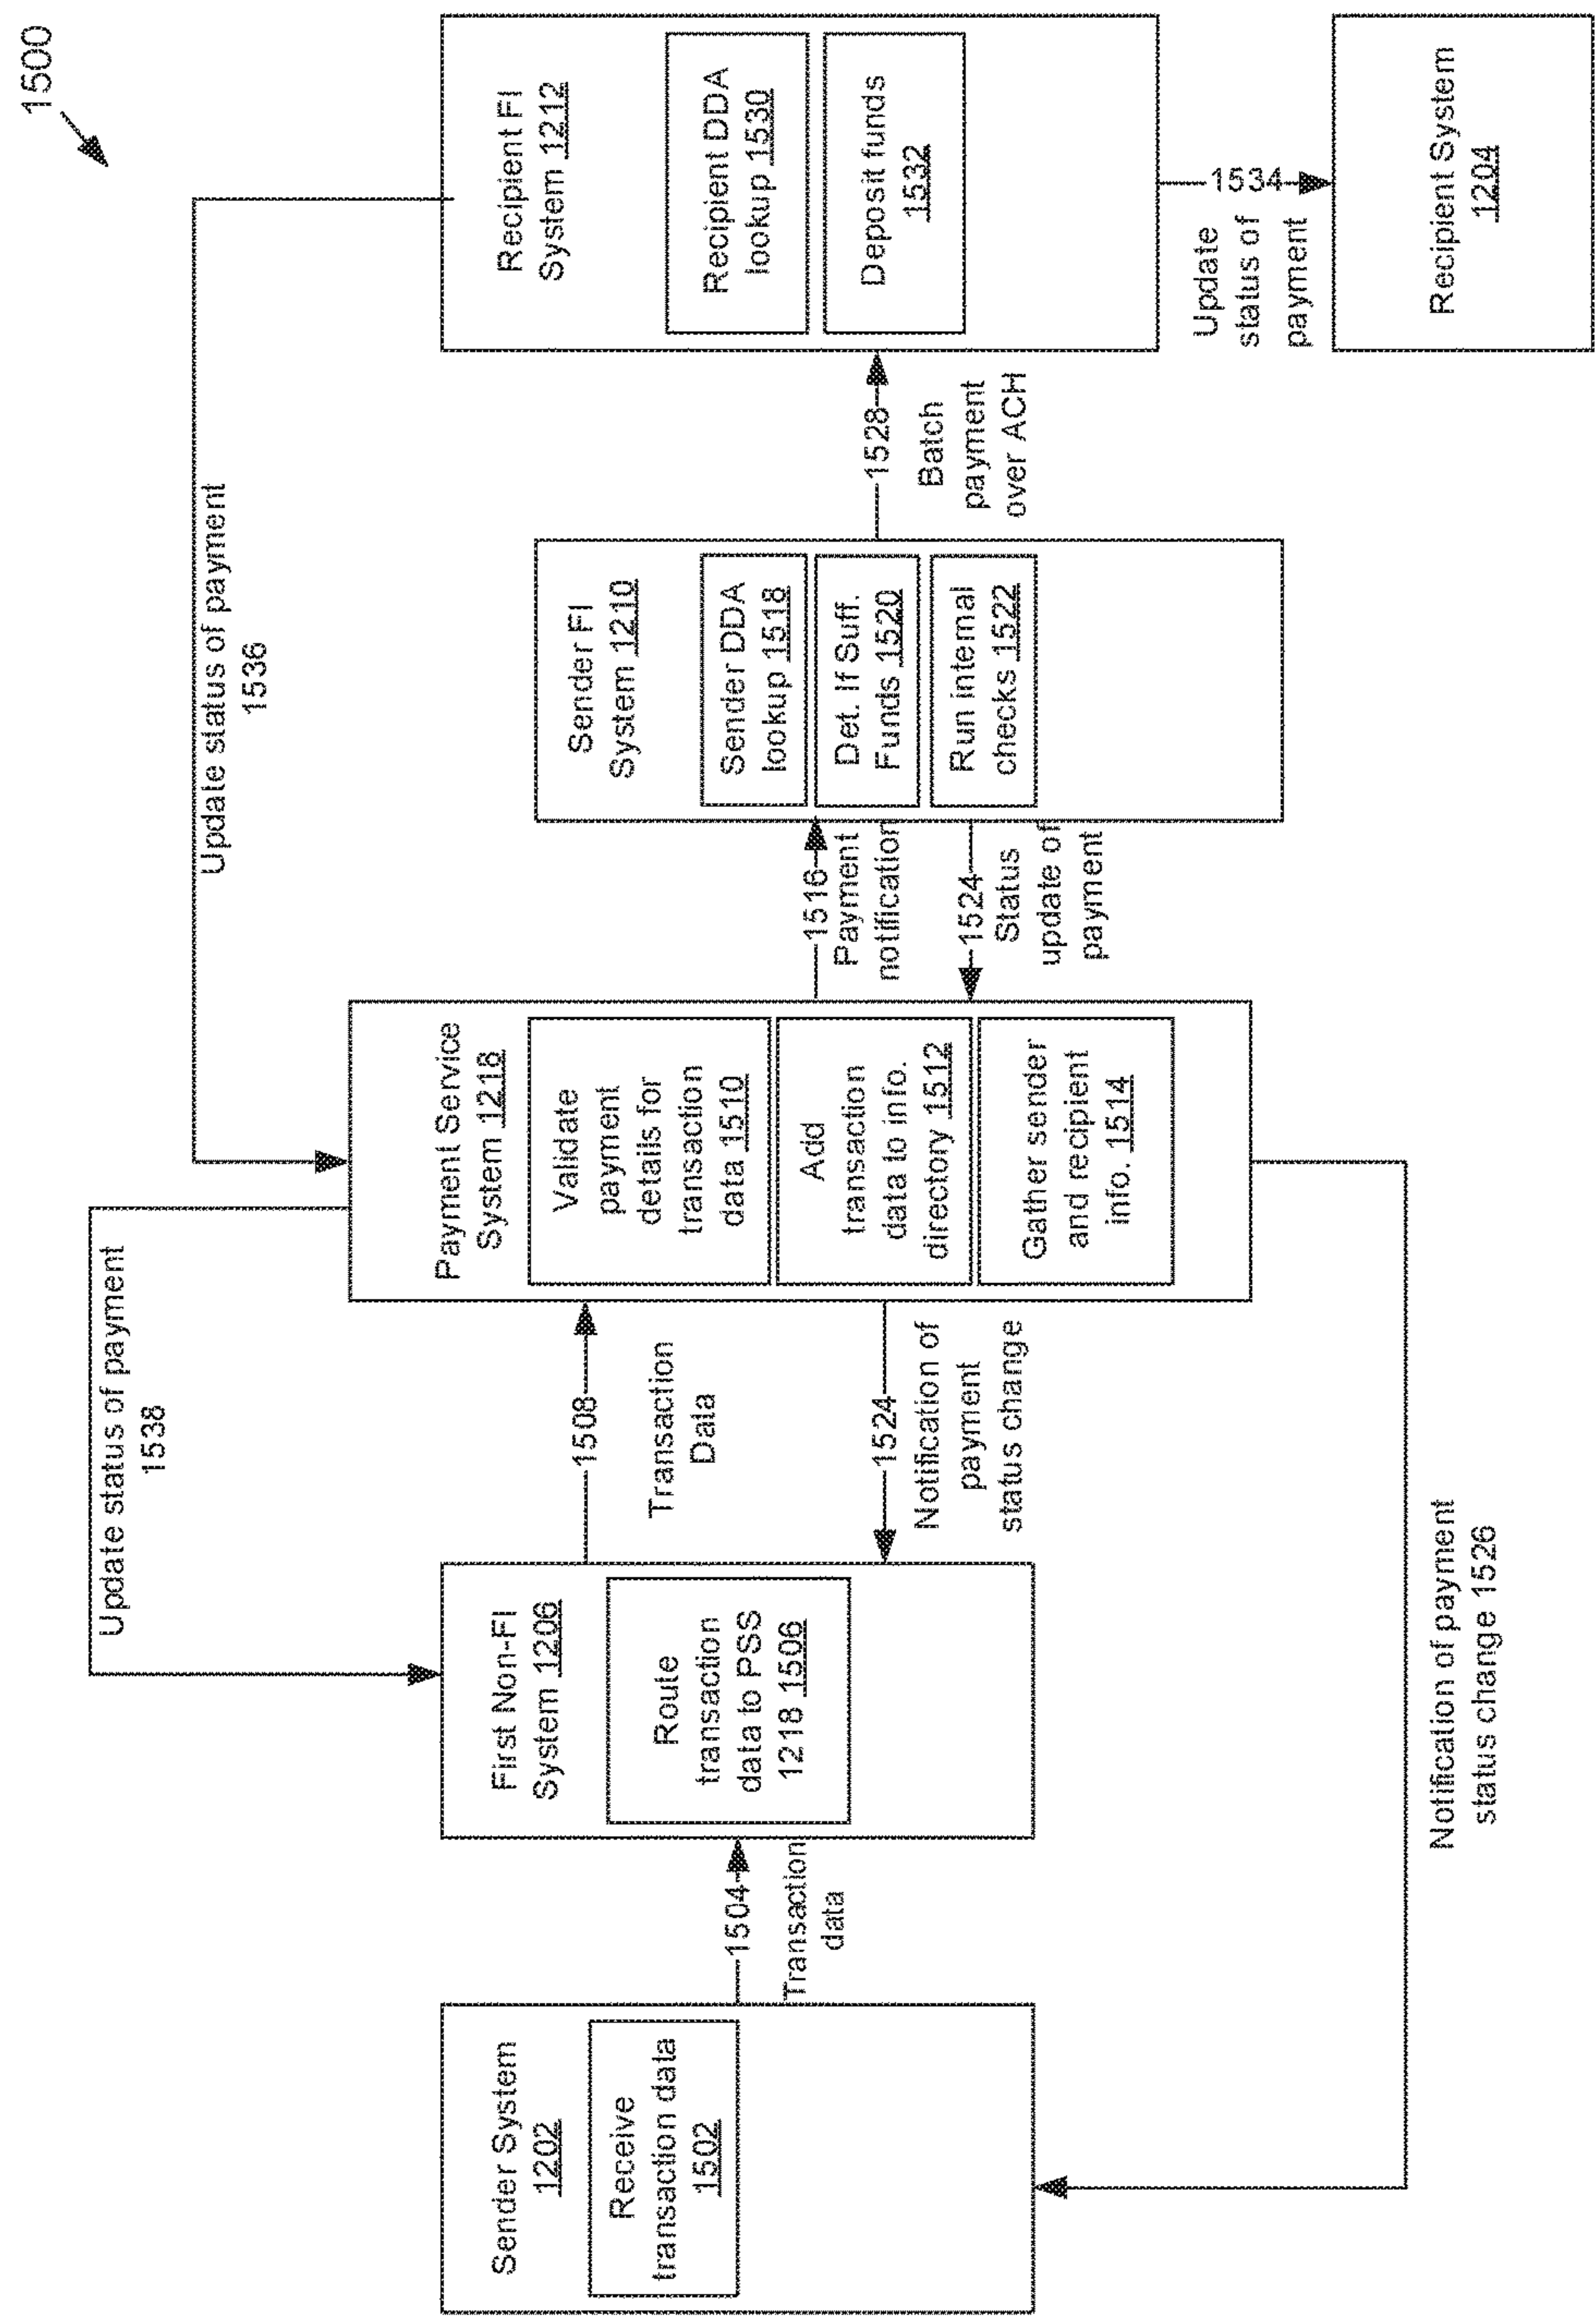 1500
Update status of payment
1538
Update status of payment
1536
Sender System
1202
Receive
transaction data
1502
1504
Transaction
data
First Non-FI
System 1206
Route
transaction
data to PSS
1218 1506
1508
Transaction
Data
1524
Notification of
payment
status change
Payment Service
System 1218
Validate
payment
details for
transaction
data 1510
Add
transaction
data to info.
directory 1512
Gather sender
and recipient
info. 1514
1516
Payment
notification
1524
Status
update of
payment
Sender FI
System 1210
Sender DDA
lookup 1518
Det. If Suff.
Funds 1520
Run internal
checks 1522
1528
Batch
payment
over ACH
Recipient FI
System 1212
Recipient DDA
lookup 1530
Deposit funds
1532
1534
Update
status of
payment
Recipient System
1204
Notification of payment
status change 1526